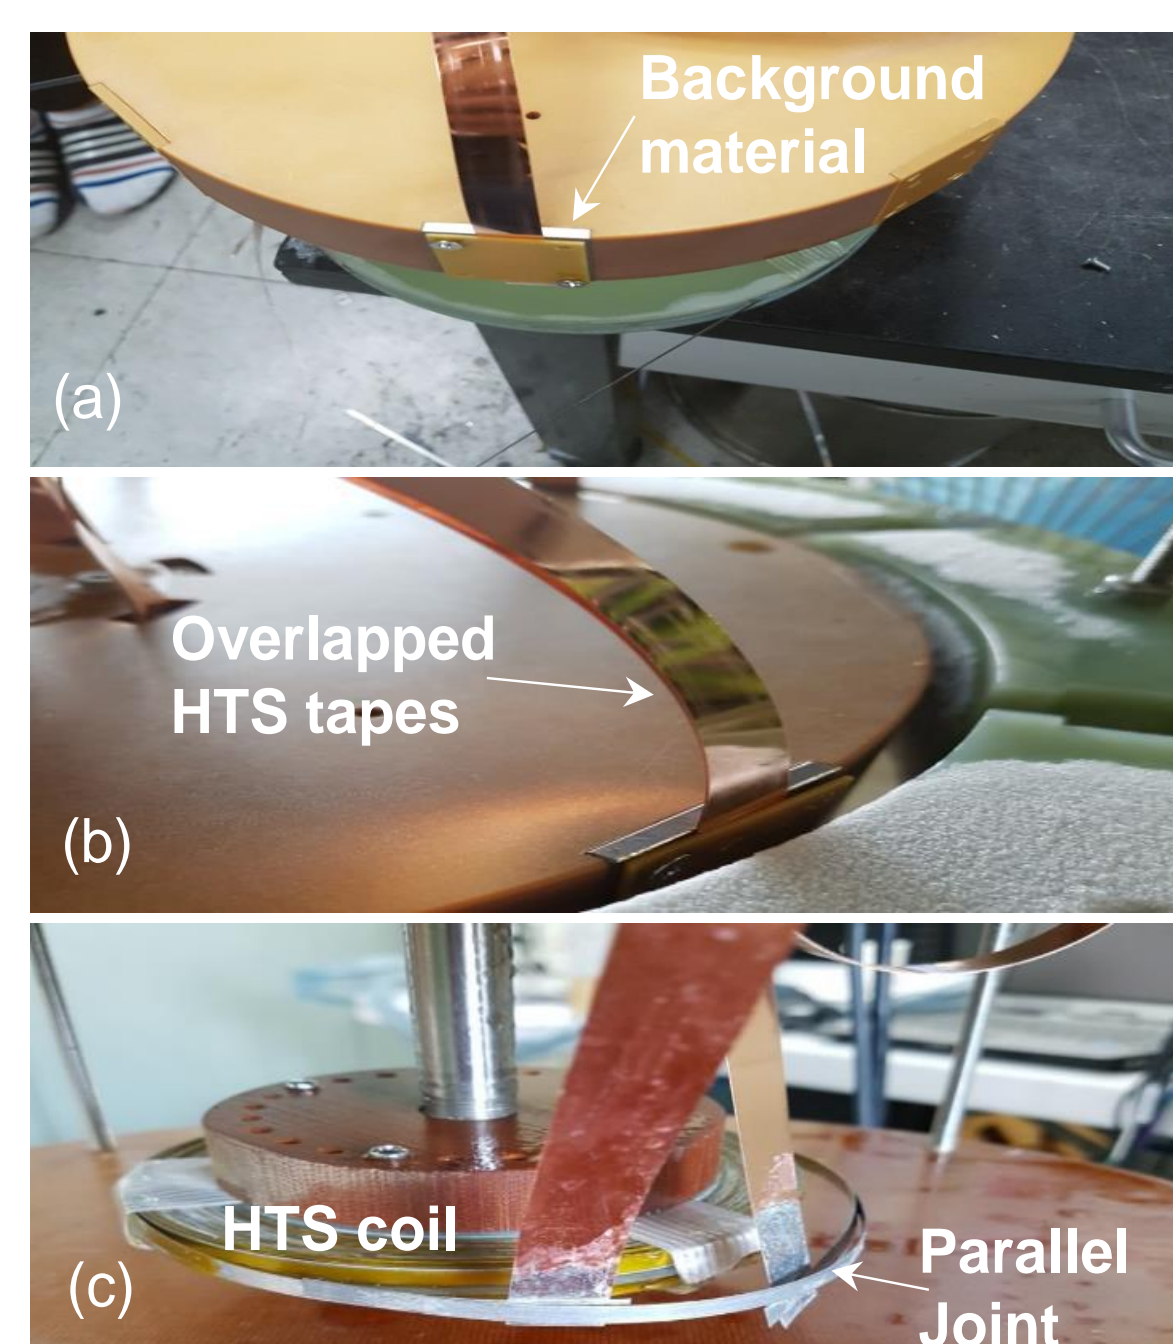 Background
material
(a)
Overlapped
HTS tapes
(b)
HTS coil
Parallel
Joint
(c)